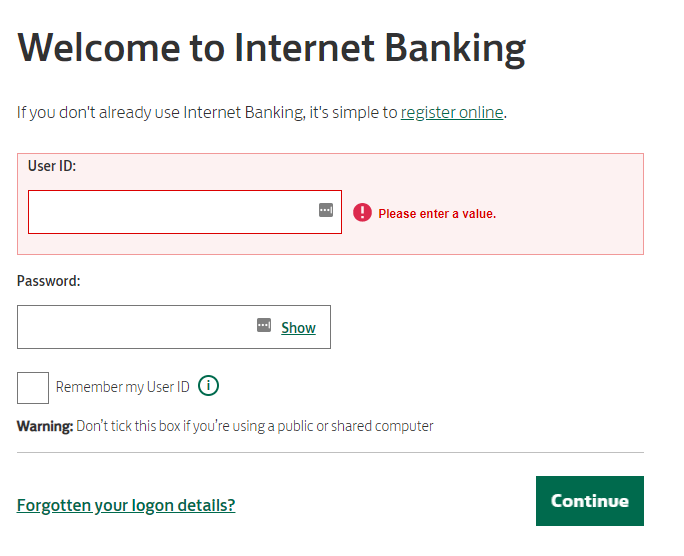 Welcome to Internet Banking
If you don't already use Internet Banking, it's simple to register online.
User ID:
Please enter a value.
Password:
Show
Remember my User ID
Warning: Don't tick this box if you're using a public or shared computer
Forgotten your logon details?
Continue